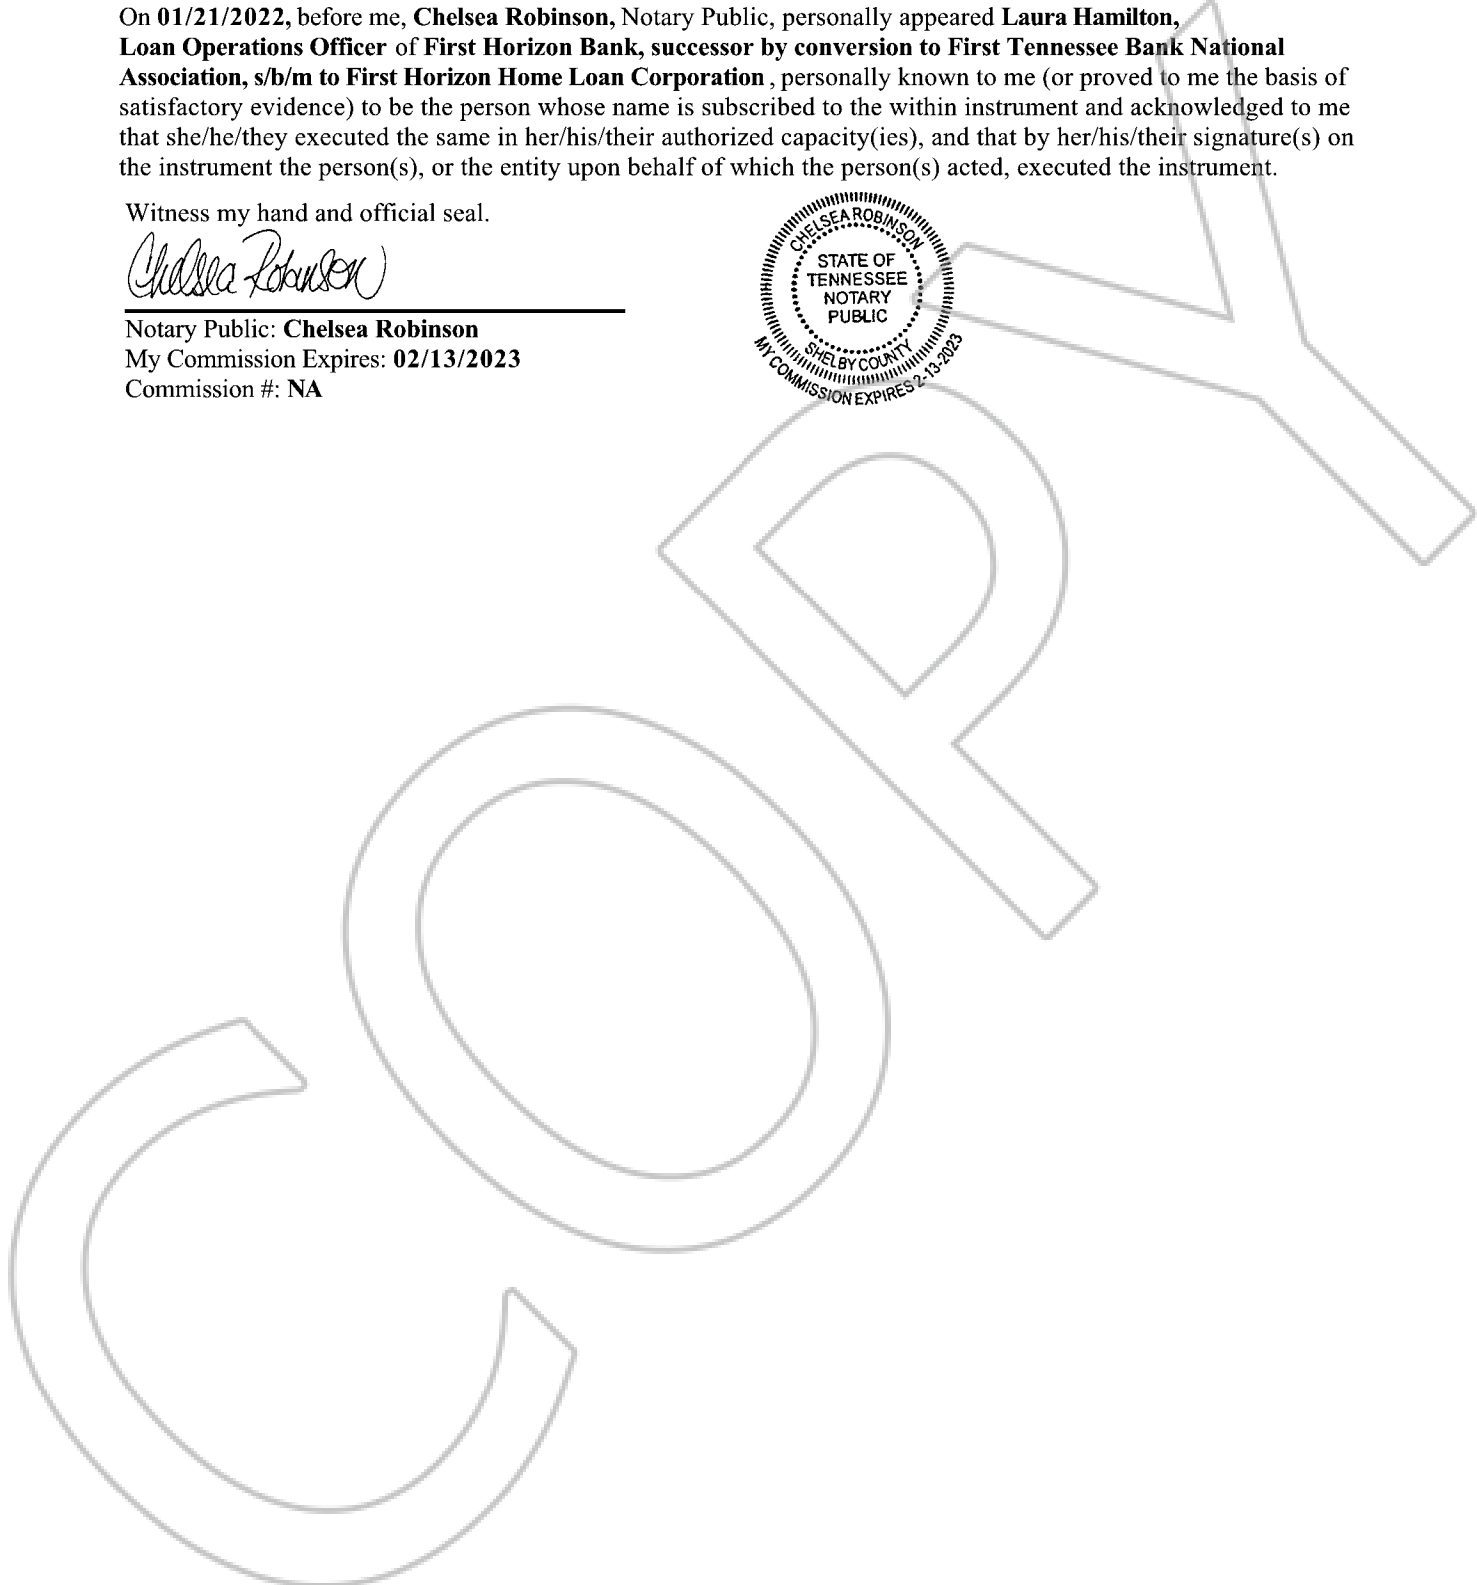 On 01/21/2022, before me, Chelsea Robinson, Notary Public, personally appeared Laura Hamilton,
Loan Operations Officer of First Horizon Bank, successor by conversion to First Tennessee Bank National
Association, s/b/m to First Horizon Home Loan Corporation , personally known to me (or proved to me the basis of
satisfactory evidence) to be the person whose name is subscribed to the within instrument and acknowledged to me
that she/he/they executed the same in her/his/their authorized capacity(ies), and that by her/his/their signature(s) on
the instrument the person(s), or the entity upon behalf of which the person(s) acted, executed the instrument.
Witness my hand and official seal.
Chelsea Robinson
Notary Public: Chelsea Robinson
My Commission Expires: 02/13/2023
Commission #: NA
CHELSEA ROBINSON
STATE OF
TENNESSEE
NOTARY
PUBLIC
SHELBY COUNTY
MY COMMISSION EXPIRES 2-13-2023
COPY